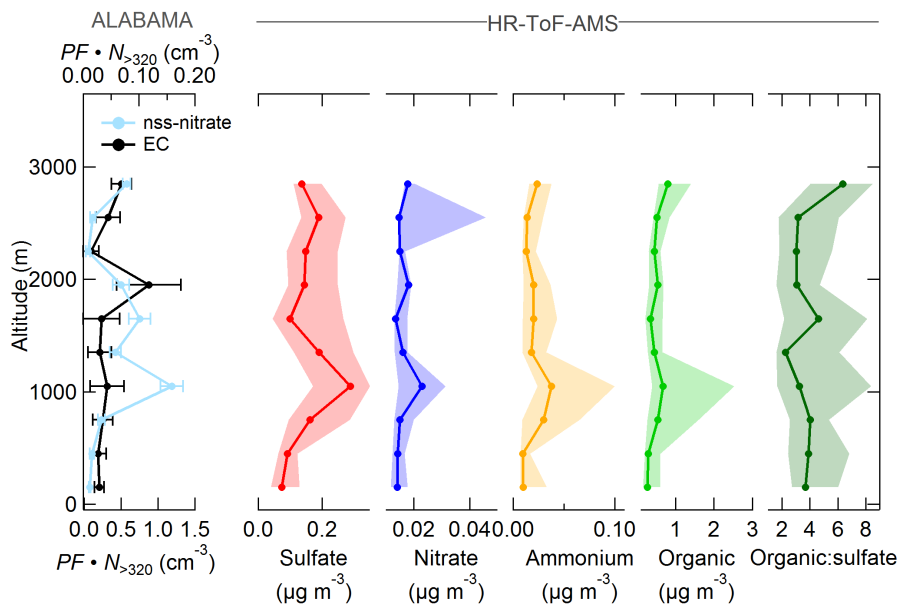 ALABAMA
HR-ToF-AMS
PF • N>320 (cm-3)
0.00 0.10 0.20
nss-nitrate
EC
3000
2000
1000
0
Altitude (m)
0.0 0.5 1.0 1.5
PF • N>320 (cm-3)
0.0 0.2
Sulfate
(µg m-3)
0.02 0.040
Nitrate
(µg m-3)
0.00 0.10
Ammonium
(µg m-3)
1 2 3
Organic
(µg m-3)
2 4 6 8
Organic:sulfate